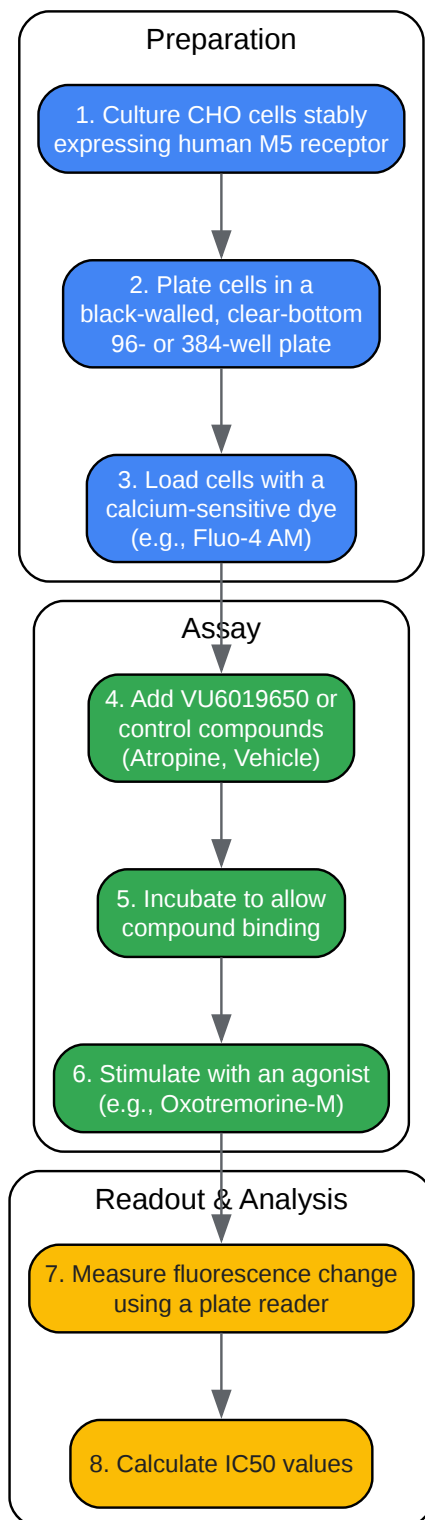 Preparation
1. Culture CHO cells stably
expressing human M5 receptor
2. Plate cells in a
black-walled, clear-bottom
96- or 384-well plate
3. Load cells with a
calcium-sensitive dye
(e.g., Fluo-4 AM)
Assay
4. Add VU6019650 or
control compounds
(Atropine, Vehicle)
5. Incubate to allow
compound binding
6. Stimulate with an agonist
(e.g., Oxotremorine-M)
Readout & Analysis
7. Measure fluorescence change
using a plate reader
8. Calculate IC50 values